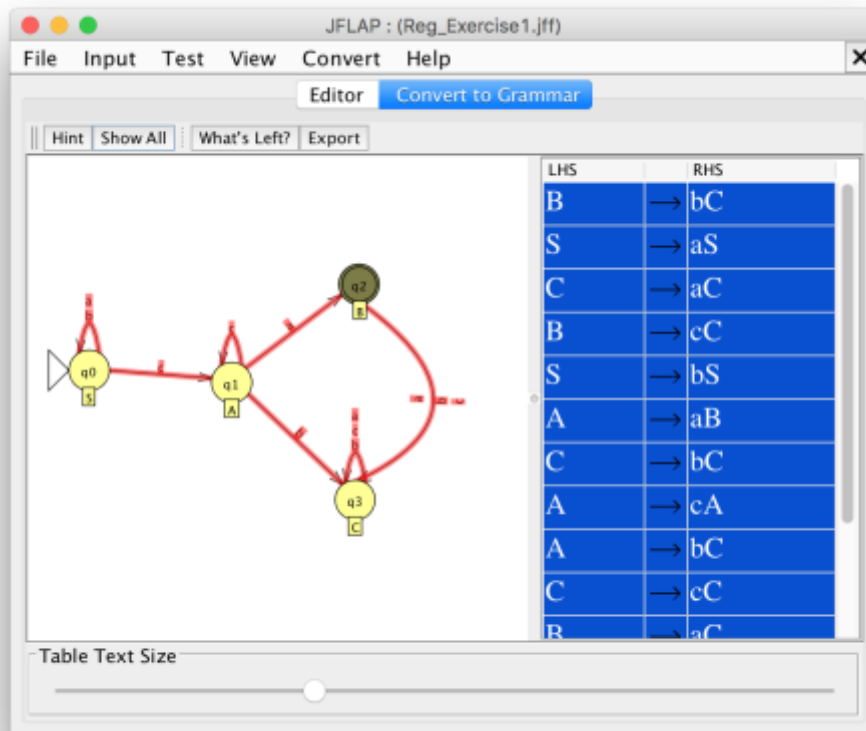 JFLAP : (Reg_Exercise1.jff)
File Input Test View Convert Help
Editor Convert to Grammar
Hint Show All What's Left? Export
LHS RHS
B → bC
S → aS
C → aC
B → cC
S → bS
A → aB
C → bC
A → cA
A → bC
C → cC
B → aC
q0
S
q1
A
q2
B
q3
C
Table Text Size